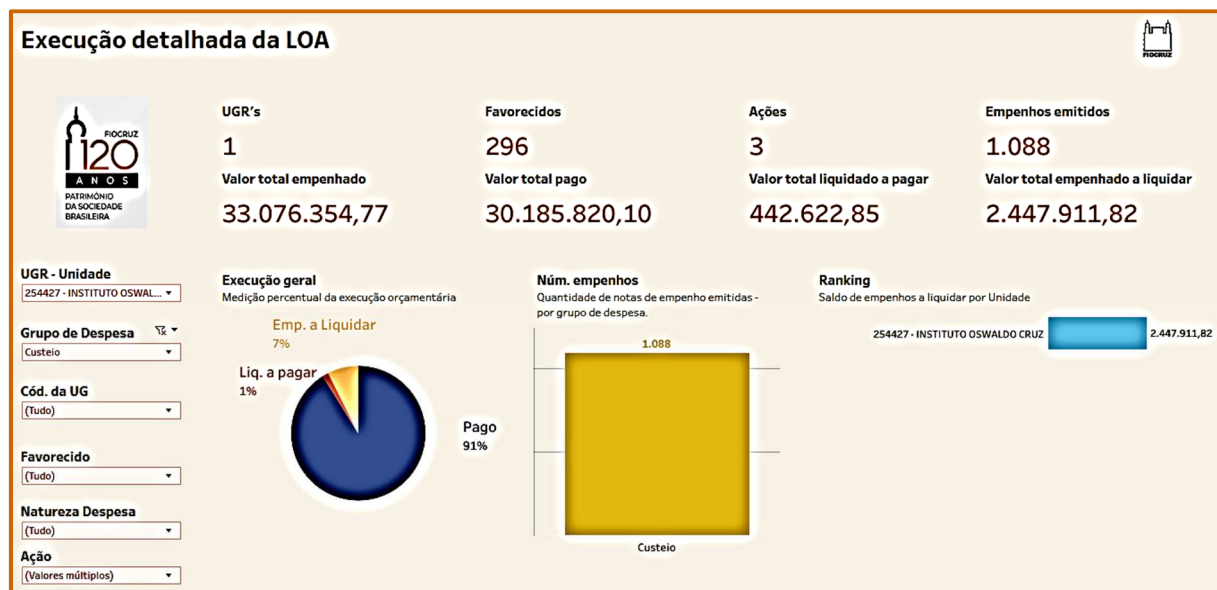 Execução detalhada da LOA
FIOCRUZ
FIOCRUZ
120
ANOS
PATRIMÔNIO
DA SOCIEDADE
BRASILEIRA
UGR's
1
Favorecidos
296
Ações
3
Empenhos emitidos
1.088
Valor total empenhado
33.076.354,77
Valor total pago
30.185.820,10
Valor total liquidado a pagar
442.622,85
Valor total empenhado a liquidar
2.447.911,82
UGR - Unidade
254427 - INSTITUTO OSWAL...
Grupo de Despesa
Custeio
Cód. da UG
(Tudo)
Favorecido
(Tudo)
Natureza Despesa
(Tudo)
Ação
(Valores múltiplos)
Execução geral
Medição percentual da execução orçamentária
Emp. a Liquidar
7%
Liq. a pagar
1%
Pago
91%
Núm. empenhos
Quantidade de notas de empenho emitidas -
por grupo de despesa.
1.088
Custeio
Ranking
Saldo de empenhos a liquidar por Unidade
254427 - INSTITUTO OSWALDO CRUZ
2.447.911,82